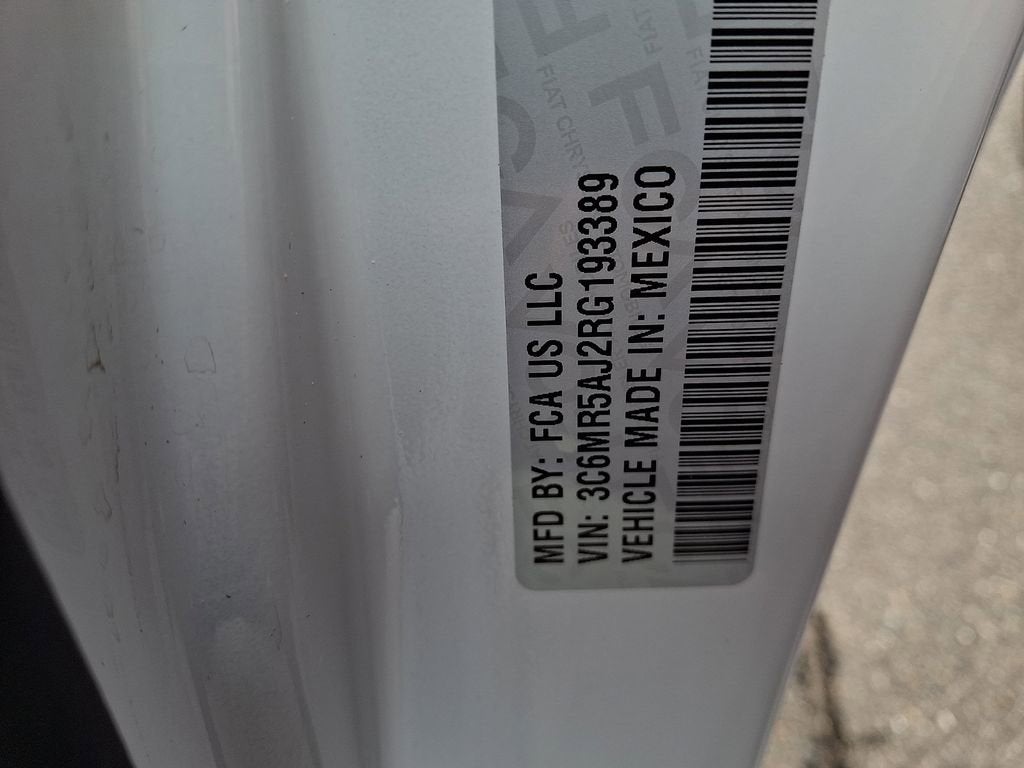 MFD BY: FCA US LLC
VIN: 3C6MR5AJ2RG193389
VEHICLE MADE IN: MEXICO